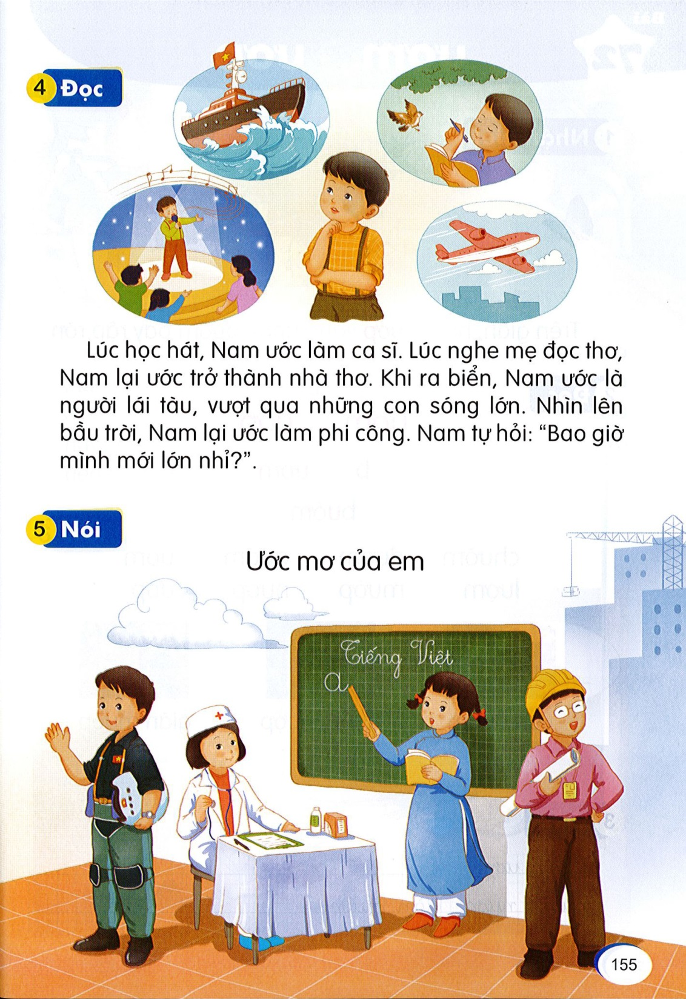 4 Đọc
Lúc học hát, Nam ước làm ca sĩ. Lúc nghe mẹ đọc thơ,
Nam lại ước trở thành nhà thơ. Khi ra biển, Nam ước là
người lái tàu, vượt qua những con sóng lớn. Nhìn lên
bầu trời, Nam lại ước làm phi công. Nam tự hỏi: “Bao giờ
mình mới lớn nhỉ?”.
5 Nói
Ước mơ của em
Tiếng Việt
a
155